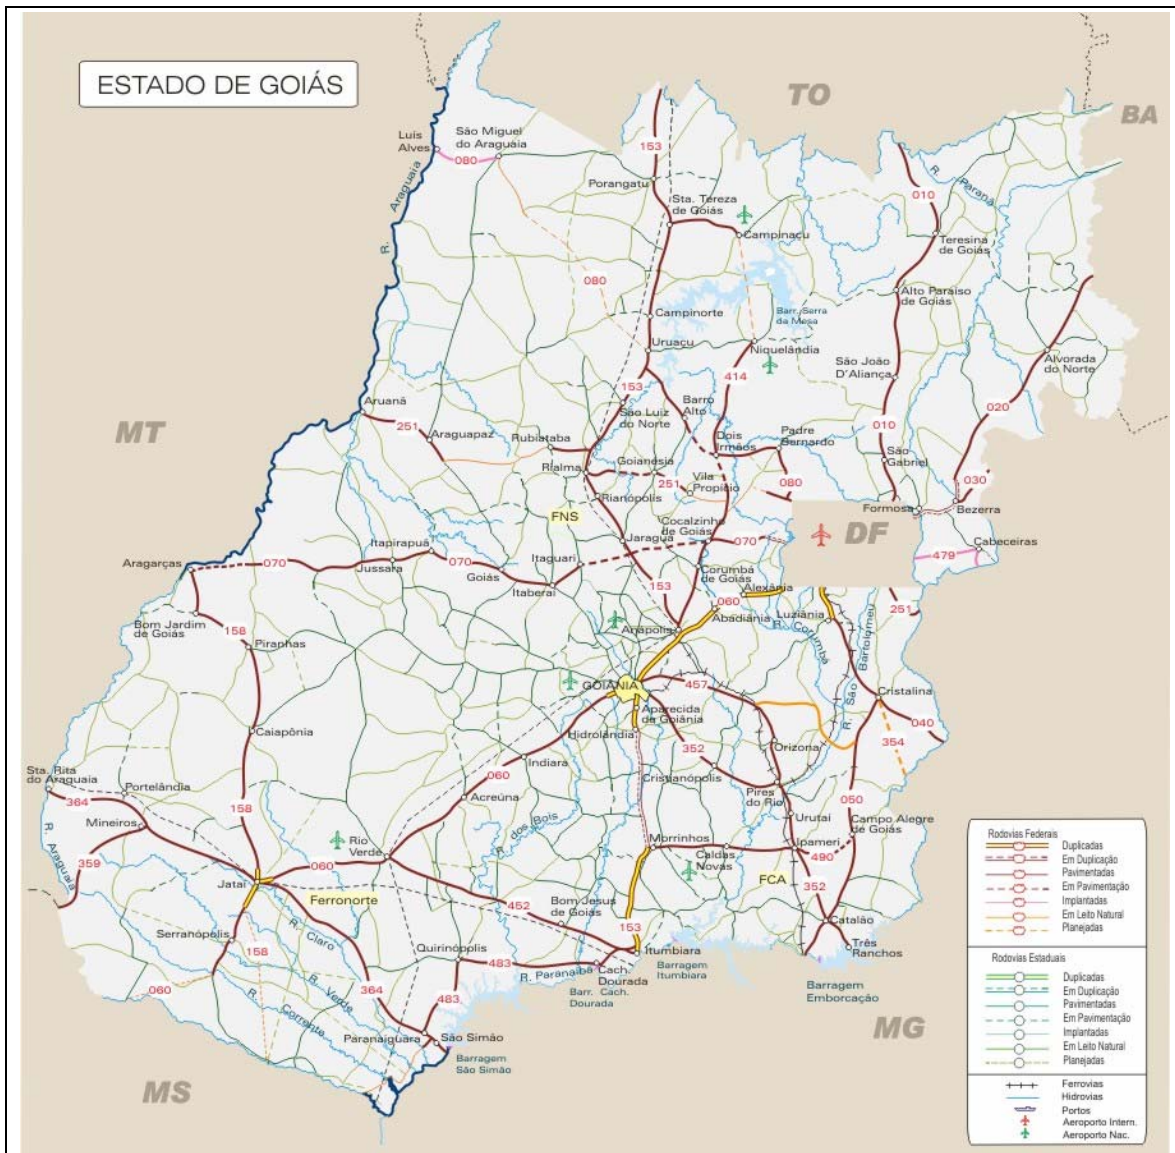 ESTADO DE GOIÁS
TO
BA
Luís
Alves
São Miguel
do Araguaia
080
153
Porangatu
R. Araguaia
Sta. Tereza
de Goiás
Campinaçu
010
R. Paranã
Teresina
de Goiás
080
Alto Paraiso
de Goiás
Campinorte
Barr. Serra
da Mesa
Uruaçu
Niquelândia
São João
D'Aliança
Alvorada
do Norte
414
153
Aruanã
251
Araguapaz
São Luiz
do Norte
Barro
Alto
020
MT
Rubiataba
Dois
Irmãos
Padre
Bernardo
010
São
Gabriel
Rialma
Goianésia
251
Vila
Propício
080
030
Rianópolis
FNS
Formosa
Bezerra
Cocalzinho
de Goiás
DF
Jaraguá
070
Cabeceiras
479
Itapirapuã
Itaguari
Aragarças
070
Jussara
070
Goiás
Itaberaí
Corumbá
de Goiás
153
Alexânia
060
Abadiânia
Luziânia
251
Bom Jardim
de Goiás
158
Piranhas
Anápolis
R. Corumbá
R. São Bartolomeu
GOIÂNIA
457
Cristalina
Aparecida
de Goiânia
040
Caiapônia
Hidrolândia
352
Orizona
354
Sta. Rita
do Araguaia
Indiara
060
Cristianópolis
364
Portelândia
158
Acreúna
Pires
do Rio
050
Mineiros
R. dos Bois
Urutaí
Campo Alegre
de Goiás
R. Araguaia
359
Rio
Verde
Morrinhos
Caldas
Novas
Ipameri
490
060
Jataí
Ferronorte
FCA
452
Bom Jesus
de Goiás
352
Serranópolis
R. Claro
153
Catalão
158
Quirinópolis
483
Itumbiara
Três
Ranchos
R. Paranaíba
Cach.
Dourada
Barragem
Itumbiara
060
R. Verde
364
483
Barr. Cach.
Dourada
Barragem
Emborcação
R. Corrente
Paranaiguara
São Simão
MG
Barragem
São Simão
MS
Rodovias Federais
Duplicadas
Em Duplicação
Pavimentadas
Em Pavimentação
Implantadas
Em Leito Natural
Planejadas
Rodovias Estaduais
Duplicadas
Em Duplicação
Pavimentadas
Em Pavimentação
Implantadas
Em Leito Natural
Planejadas
Ferrovias
Hidrovias
Portos
Aeroporto Intern.
Aeroporto Nac.